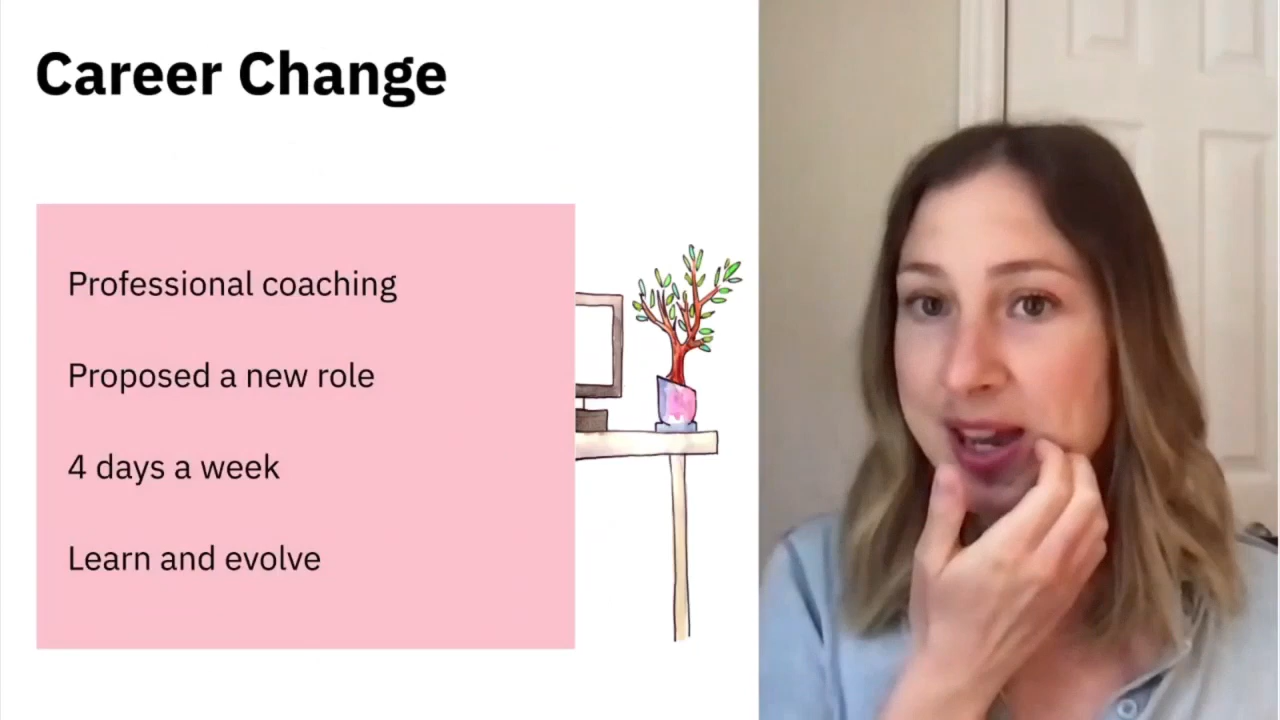 Career Change
Professional coaching
Proposed a new role
4 days a week
Learn and evolve